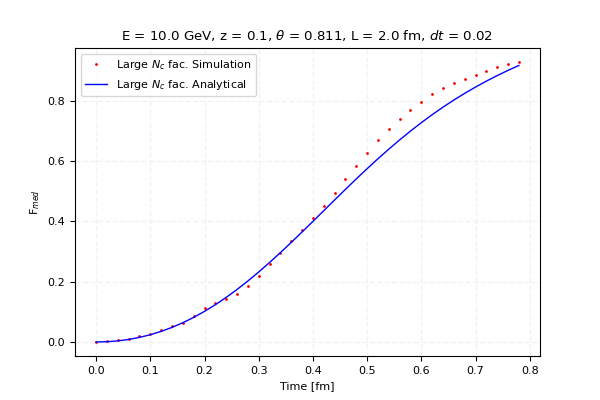 E = 10.0 GeV, z = 0.1, θ = 0.811, L = 2.0 fm, dt = 0.02
Large N_c fac. Simulation
Large N_c fac. Analytical
F_med
0.8
0.6
0.4
0.2
0.0
0.0 0.1 0.2 0.3 0.4 0.5 0.6 0.7 0.8
Time [fm]